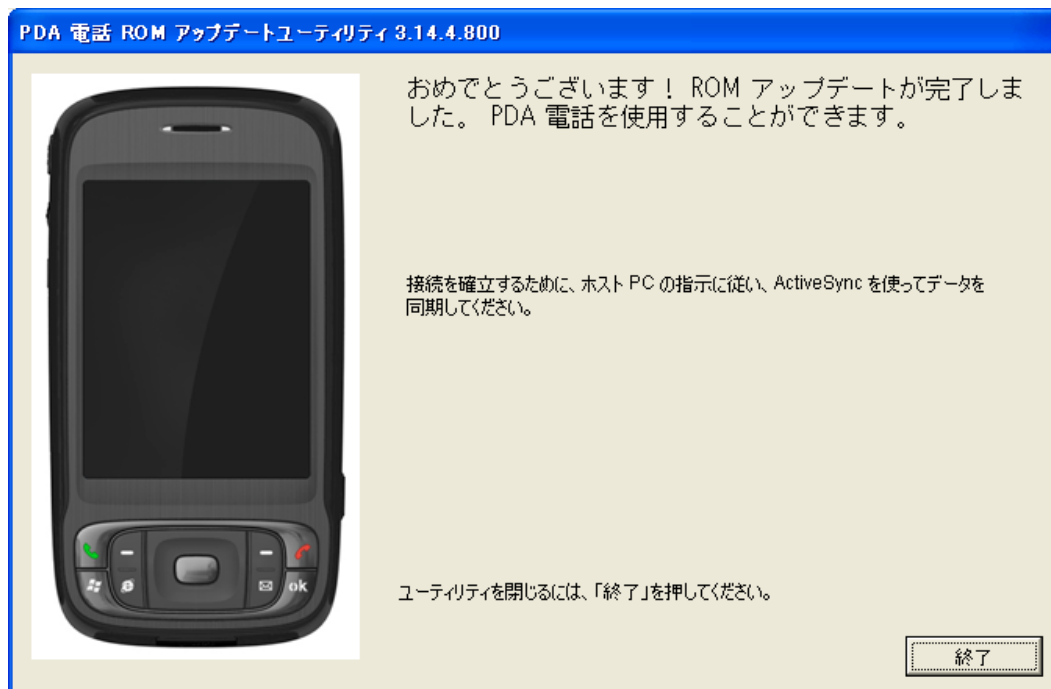 PDA 電話 ROM アップデートユーティリティ 3.14.4.800
おめでとうございます! ROM アップデートが完了しま
した。 PDA 電話を使用することができます。
接続を確立するために、ホスト PC の指示に従い、ActiveSync を使ってデータを
同期してください。
ok
ユーティリティを閉じるには、「終了」を押してください。
終了